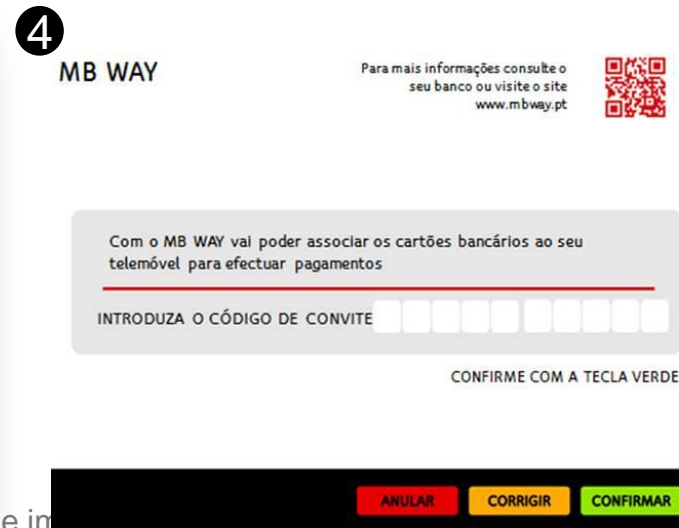 4
MB WAY
Para mais informações consulte o
seu banco ou visite o site
www.mbway.pt
Com o MB WAY vai poder associar os cartões bancários ao seu
telemóvel para efectuar pagamentos
INTRODUZA O CÓDIGO DE CONVITE
CONFIRME COM A TECLA VERDE
ANULAR CORRIGIR CONFIRMAR